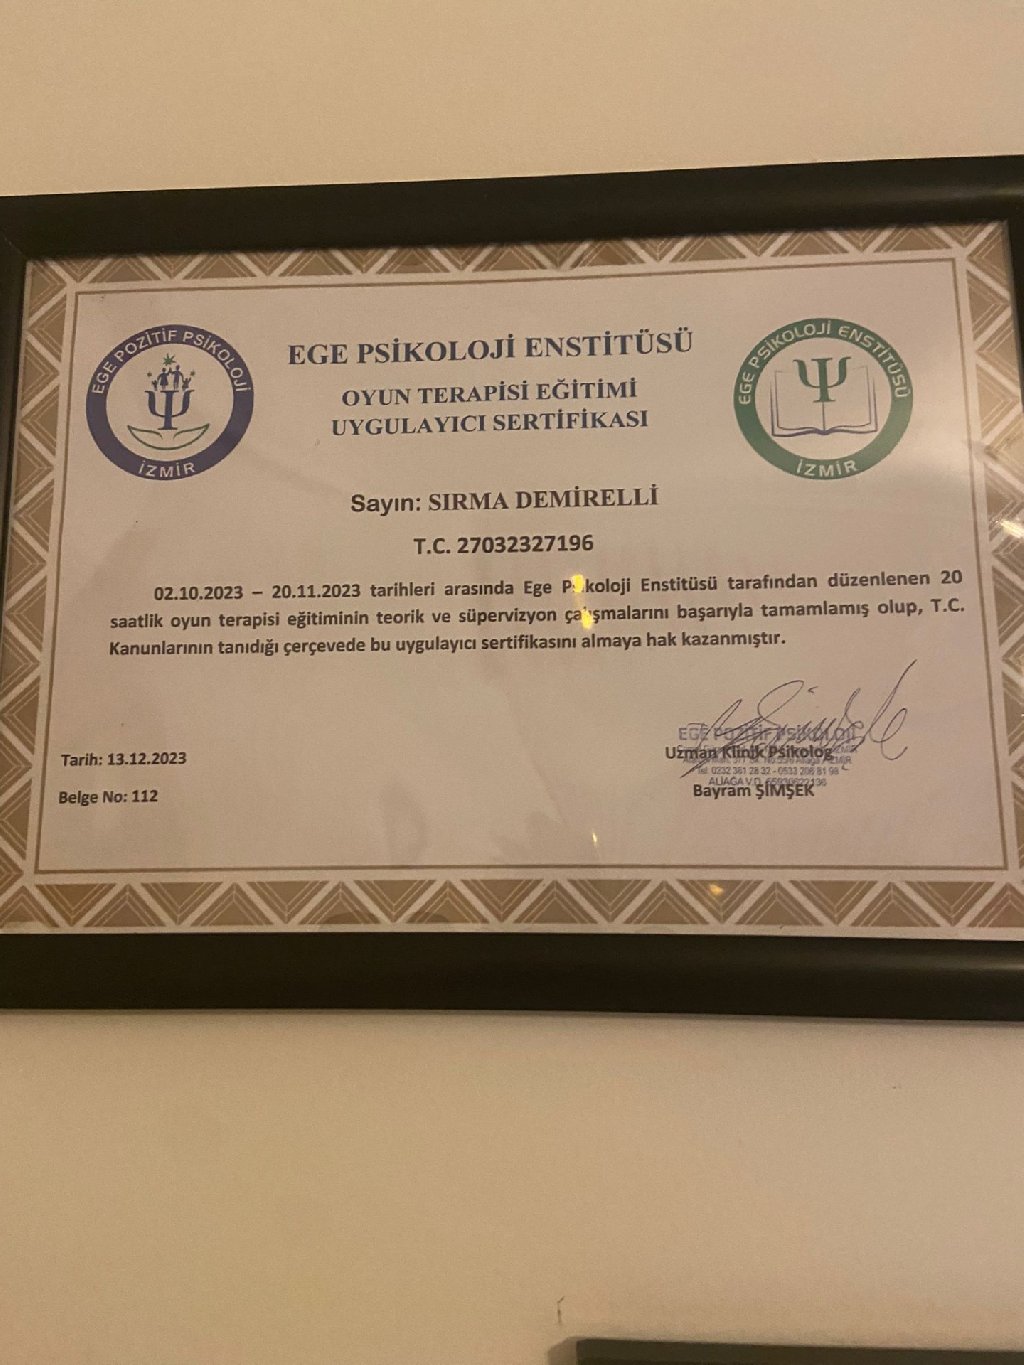 EGE POZİTİF PSİKOLOJİ
İZMİR
EGE PSİKOLOJİ ENSTİTÜSÜ
OYUN TERAPİSİ EĞİTİMİ
UYGULAYICI SERTİFİKASI
EGE PSİKOLOJİ ENSTİTÜSÜ
İZMİR
Sayın: SIRMA DEMİRELLİ
T.C. 27032327196
02.10.2023 – 20.11.2023 tarihleri arasında Ege Psikoloji Enstitüsü tarafından düzenlenen 20
saatlik oyun terapisi eğitiminin teorik ve süpervizyon çalışmalarını başarıyla tamamlamış olup, T.C.
Kanunlarının tanıdığı çerçevede bu uygulayıcı sertifikasını almaya hak kazanmıştır.
EGE POZİTİF PSİKOLOJİ
Uzman Klinik Psikolog
Bayram ŞİMŞEK
Tarih: 13.12.2023
Belge No: 112